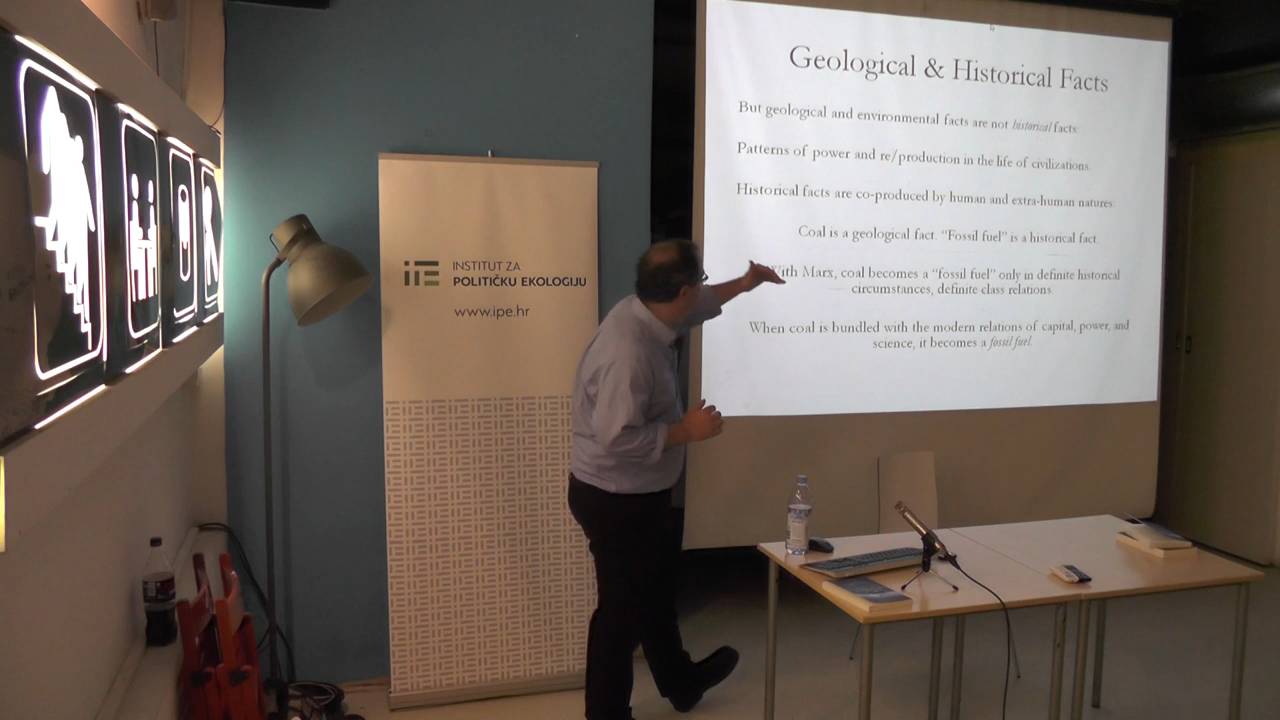 Geological & Historical Facts
But geological and environmental facts are not historical facts.
Patterns of power and re/production in the life of civilizations.
Historical facts are co-produced by human and extra-human natures.
Coal is a geological fact. “Fossil fuel” is a historical fact.
With Marx, coal becomes a “fossil fuel” only in definite historical
circumstances, definite class relations.
When coal is bundled with the modern relations of capital, power, and
science, it becomes a fossil fuel.
INSTITUT ZA
POLITIČKU EKOLOGIJU
www.ipe.hr